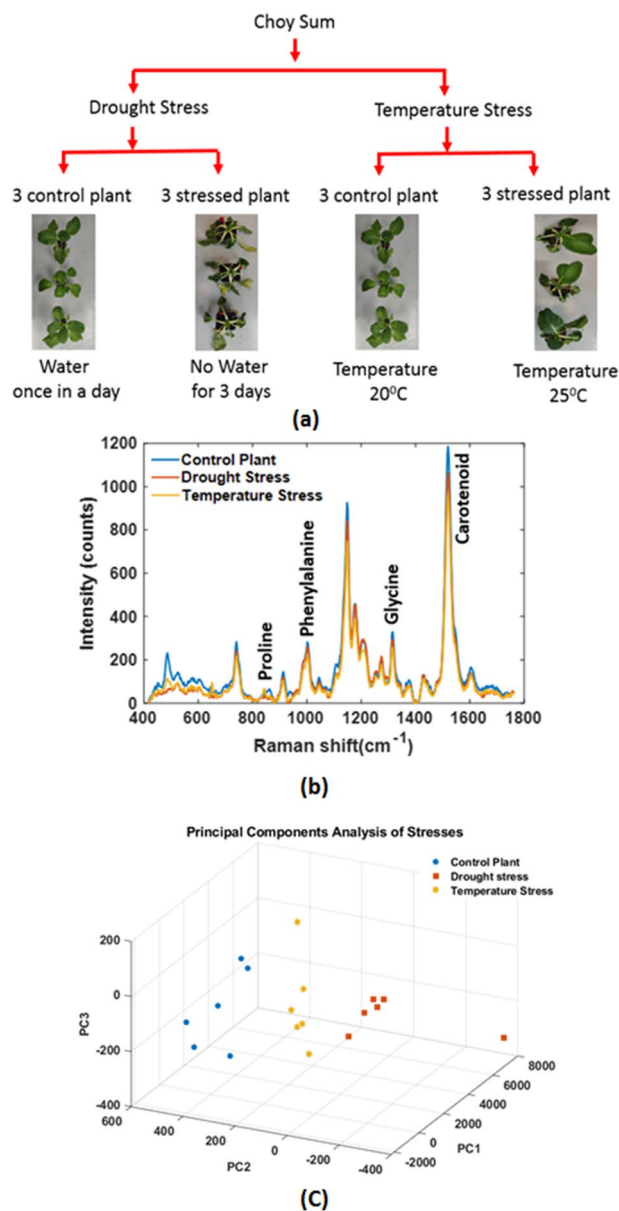 Choy Sum
Drought Stress Temperature Stress
3 control plant 3 stressed plant 3 control plant 3 stressed plant
Water No Water Temperature Temperature
once in a day for 3 days 20⁰C 25⁰C
(a)
1200
1000
800
600
400
200
0
Intensity (counts)
Control Plant
Drought Stress
Temperature Stress
Proline
Phenylalanine
Glycine
Carotenoid
400 600 800 1000 1200 1400 1600 1800
Raman shift(cm⁻¹)
(b)
Principal Components Analysis of Stresses
Control Plant
Drought stress
Temperature Stress
200
0
-200
-400
PC3
600 400 200 0 -200 -400
PC2
-2000 0 2000 4000 6000 8000
PC1
(C)